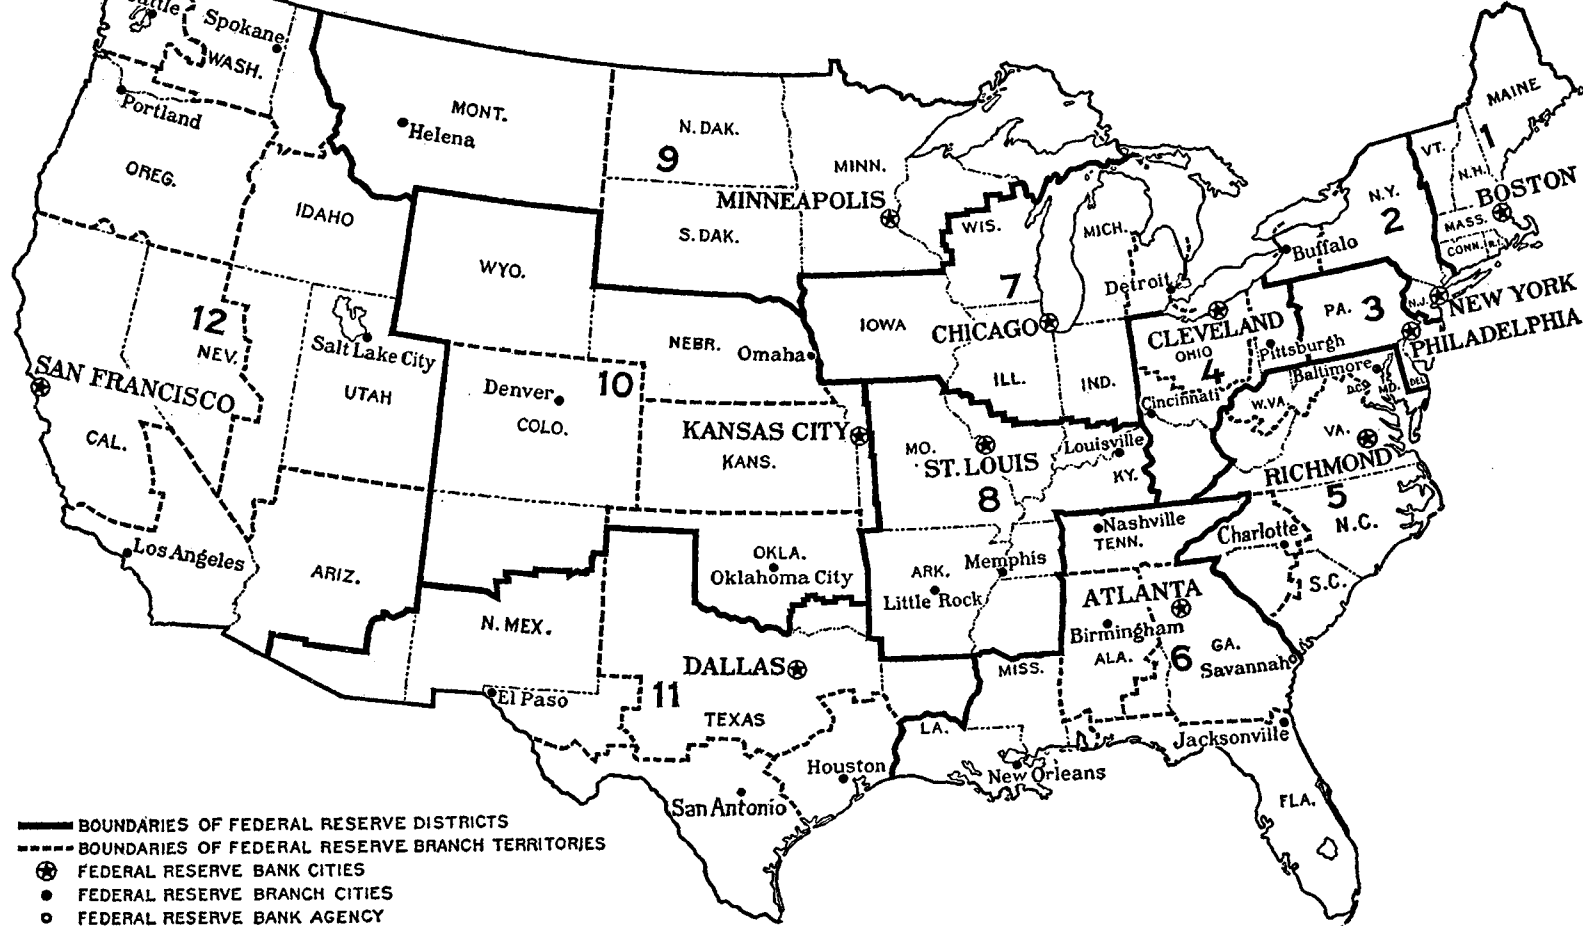 Spokane
WASH.
Portland
OREG.
IDAHO
MONT.
Helena
N. DAK.
9
MINN.
MINNEAPOLIS
S. DAK.
WYO.
WIS.
MICH.
7
Detroit
MAINE
VT.
1
N.H.
BOSTON
N.Y.
2
MASS.
CONN.
R.I.
Buffalo
12
NEV.
SAN FRANCISCO
Salt Lake City
UTAH
CAL.
Los Angeles
ARIZ.
NEBR.
Omaha
10
Denver
COLO.
KANSAS CITY
KANS.
IOWA
CHICAGO
ILL.
IND.
CLEVELAND
OHIO
4
Cincinnati
PA.
3
Pittsburgh
N.J.
NEW YORK
PHILADELPHIA
Baltimore
D.C.
MD.
DEL
W.VA.
VA.
RICHMOND
5
N.C.
Charlotte
S.C.
MO.
ST. LOUIS
8
Louisville
KY.
Nashville
TENN.
Memphis
ARK.
Little Rock
OKLA.
Oklahoma City
N. MEX.
El Paso
DALLAS
11
TEXAS
Houston
San Antonio
LA.
New Orleans
MISS.
ATLANTA
Birmingham
ALA.
6
GA.
Savannah
Jacksonville
FLA.
BOUNDARIES OF FEDERAL RESERVE DISTRICTS
BOUNDARIES OF FEDERAL RESERVE BRANCH TERRITORIES
FEDERAL RESERVE BANK CITIES
FEDERAL RESERVE BRANCH CITIES
FEDERAL RESERVE BANK AGENCY